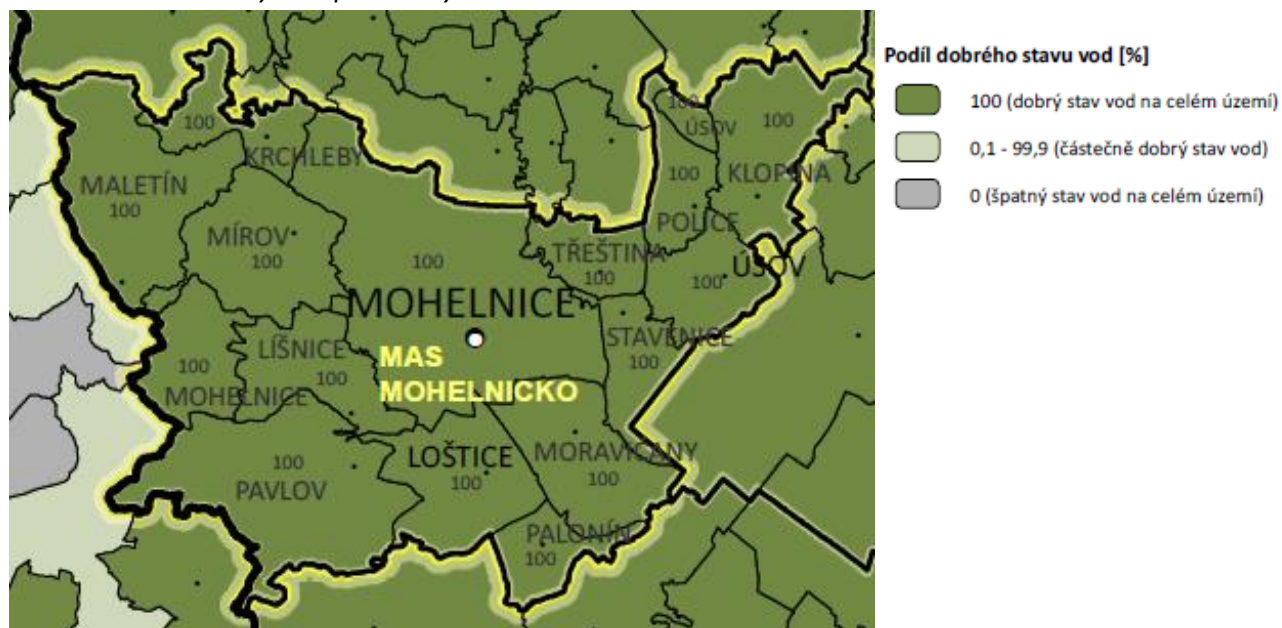 Podíl dobrého stavu vod [%]
100 (dobrý stav vod na celém území)
0,1 - 99,9 (částečně dobrý stav vod)
0 (špatný stav vod na celém území)
100
ÚSOV
100
100
KRCHLEBY
100
KLOPINA
MALETÍN
100
POLICE
MÍROV
100
100
TŘEŠTINA
100
100
ÚSOV
MOHELNICE
STAVENICE
100
LÍŠNICE
100
100
MOHELNICE
MAS
MOHELNICKO
LOŠTICE
100
MORAVIČANY
100
100
PAVLOV
PALONÍN
100